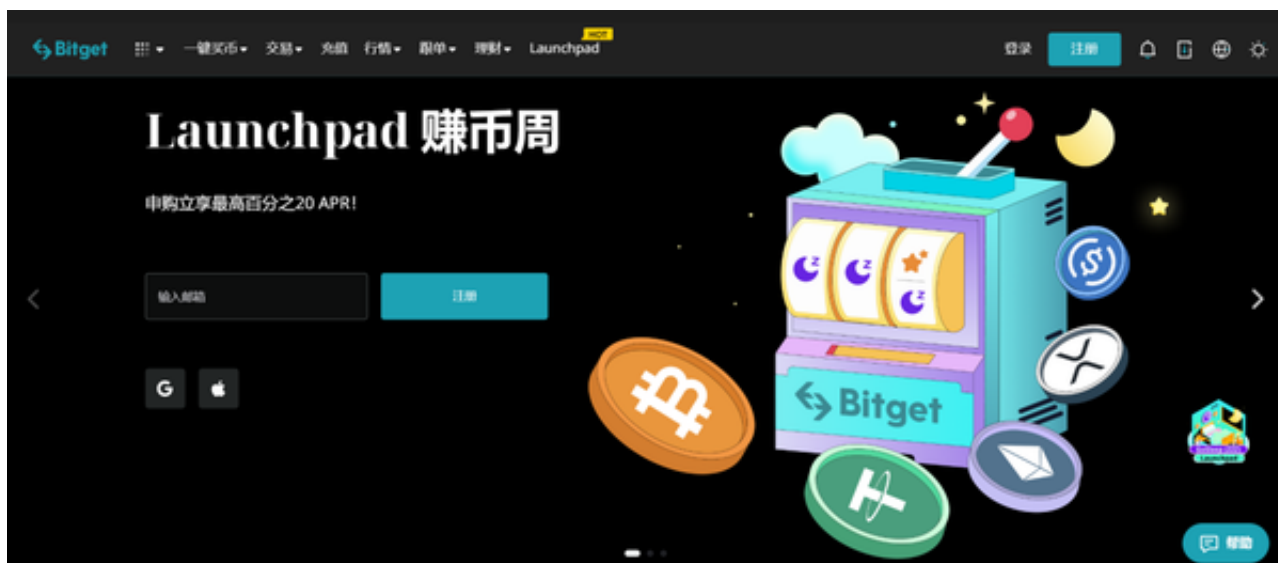 Bitget
一键买币
交易
充值
行情
跟单
理财
Launchpad
HOT
登录
注册
Launchpad 赚币周
申购立享最高百分之20 APR!
输入邮箱
注册
G
Bitget
Launchpad
帮助